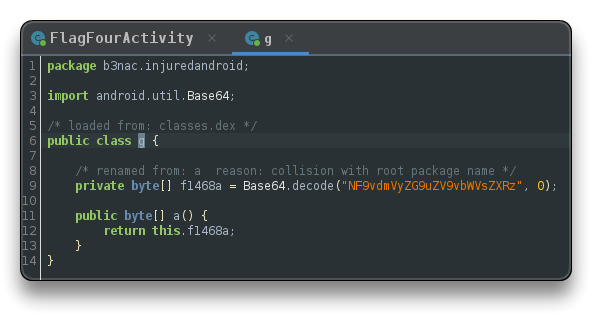 FlagFourActivity × g ×
1 package b3nac.injuredandroid;
2
3 import android.util.Base64;
4
5 /* loaded from: classes.dex */
6 public class g {
7
8 /* renamed from: a  reason: collision with root package name */
9 private byte[] f1468a = Base64.decode("NF9vdmVyZG9uZV9vbWVsZXRz", 0);
10
11 public byte[] a() {
12 return this.f1468a;
13 }
14 }